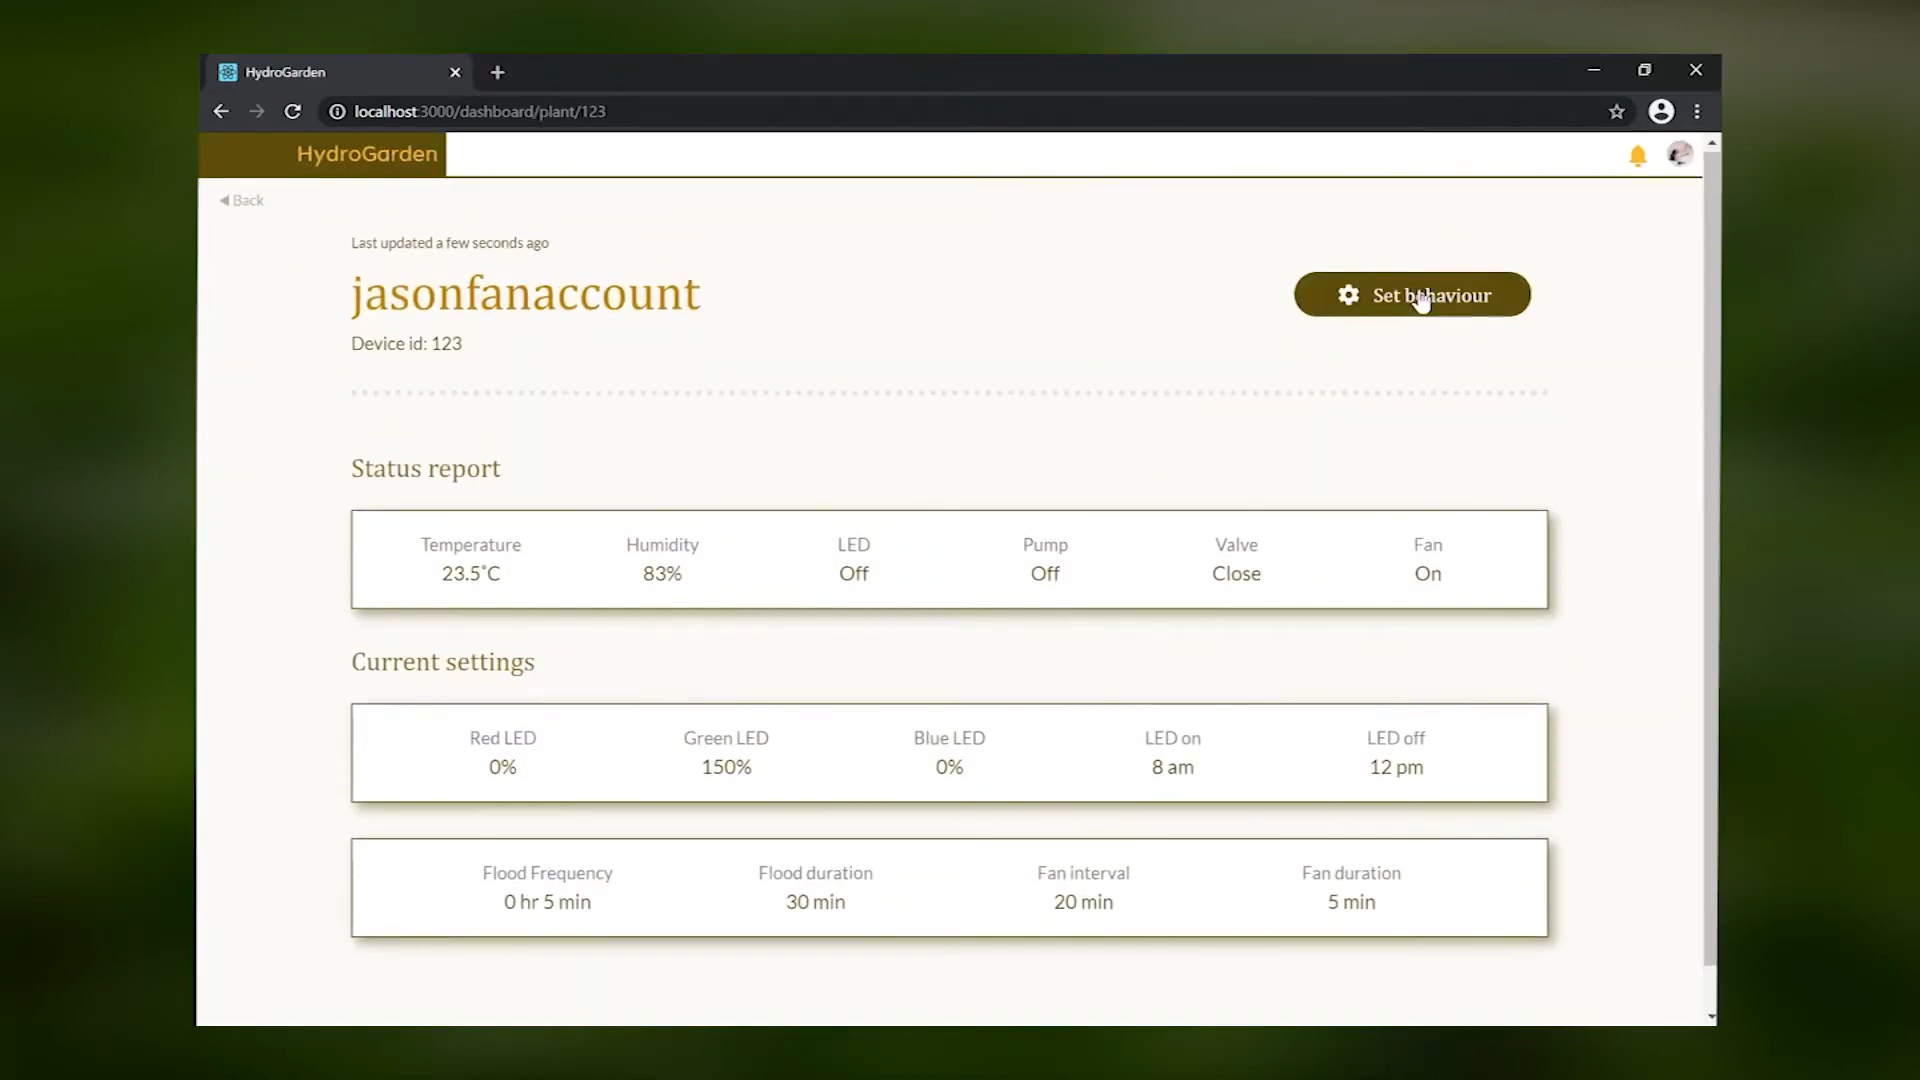 HydroGarden
localhost:3000/dashboard/plant/123
HydroGarden
Back
Last updated a few seconds ago
jasonfanaccount
Set behaviour
Device id: 123
Status report
Temperature Humidity LED Pump Valve Fan
23.5°C 83% Off Off Close On
Current settings
Red LED Green LED Blue LED LED on LED off
0% 150% 0% 8 am 12 pm
Flood Frequency Flood duration Fan interval Fan duration
0 hr 5 min 30 min 20 min 5 min